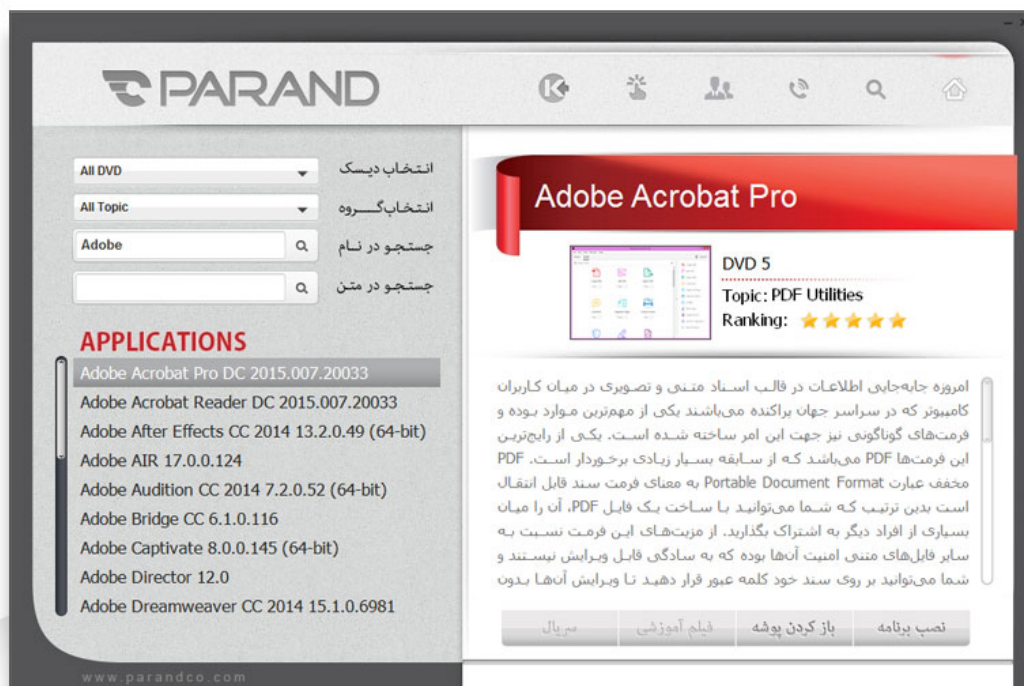 PARAND
All DVD
انتخاب دیسک
All Topic
انتخاب گروه
Adobe
جستجو در نام
جستجو در متن
APPLICATIONS
Adobe Acrobat Pro DC 2015.007.20033
Adobe Acrobat Reader DC 2015.007.20033
Adobe After Effects CC 2014 13.2.0.49 (64-bit)
Adobe AIR 17.0.0.124
Adobe Audition CC 2014 7.2.0.52 (64-bit)
Adobe Bridge CC 6.1.0.116
Adobe Captivate 8.0.0.145 (64-bit)
Adobe Director 12.0
Adobe Dreamweaver CC 2014 15.1.0.6981
www.parandco.com
Adobe Acrobat Pro
DVD 5
Topic: PDF Utilities
Ranking:
امروزه جابه‌جایی اطلاعات در قالب اسناد متنی و تصویری در میان کاربران
کامپیوتر که در سراسر جهان پراکنده می‌باشند یکی از مهم‌ترین موارد بوده و
فرمت‌های گوناگونی نیز جهت این امر ساخته شده است. یکی از رایج‌ترین
این فرمت‌ها PDF می‌باشد که از سابقه بسیار زیادی برخوردار است. PDF
مخفف عبارت Portable Document Format به معنای فرمت سند قابل انتقال
است بدین ترتیب که شما می‌توانید با ساخت یک فایل PDF، آن را میان
بسیاری از افراد دیگر به اشتراک بگذارید. از مزیت‌های این فرمت نسبت به
سایر فایل‌های متنی امنیت آن‌ها بوده که به سادگی قابل ویرایش نیستند و
شما می‌توانید بر روی سند خود کلمه عبور قرار دهید تا ویرایش آن‌ها بدون
نصب برنامه
باز کردن پوشه
فیلم آموزشی
سریال